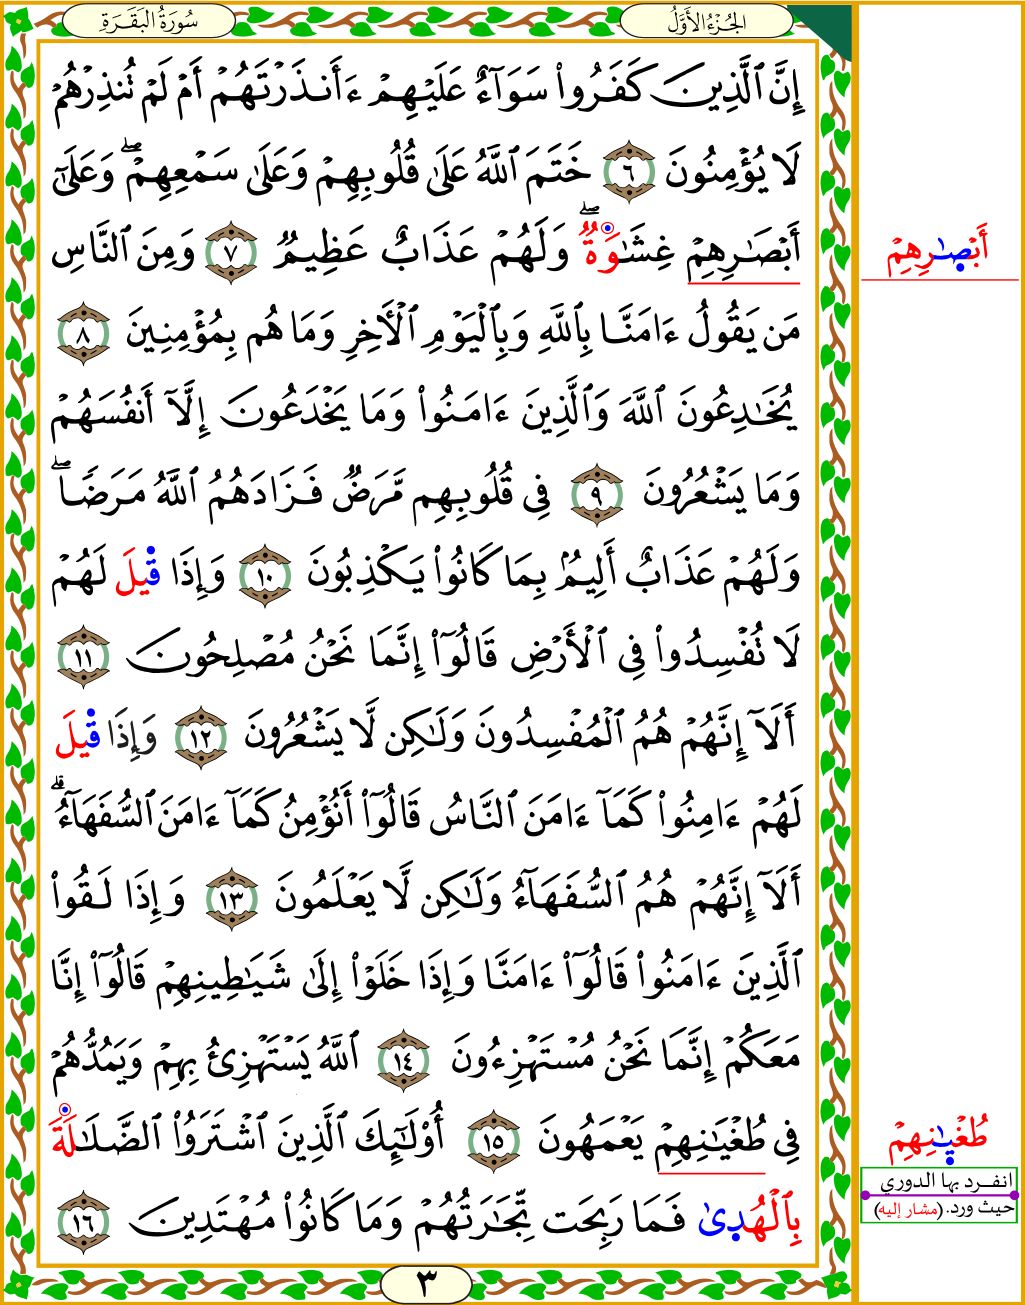 سُورَةُ البَقَرَةِ
الجُزْءُ الأَوَّلُ
إِنَّ ٱلَّذِينَ كَفَرُوا۟ سَوَآءٌ عَلَيْهِمْ ءَأَنذَرْتَهُمْ أَمْ لَمْ تُنذِرْهُمْ
لَا يُؤْمِنُونَ ٦ خَتَمَ ٱللَّهُ عَلَىٰ قُلُوبِهِمْ وَعَلَىٰ سَمْعِهِمْ ۖ وَعَلَىٰٓ
أَبْصَـٰرِهِمْ غِشَـٰوَةٌ ۖ وَلَهُمْ عَذَابٌ عَظِيمٌ ٧ وَمِنَ ٱلنَّاسِ
أَبْصَـٰرِهِمْ
مَن يَقُولُ ءَامَنَّا بِٱللَّهِ وَبِٱلْيَوْمِ ٱلْـَٔاخِرِ وَمَا هُم بِمُؤْمِنِينَ ٨
يُخَـٰدِعُونَ ٱللَّهَ وَٱلَّذِينَ ءَامَنُوا۟ وَمَا يَخْدَعُونَ إِلَّآ أَنفُسَهُمْ
وَمَا يَشْعُرُونَ ٩ فِى قُلُوبِهِم مَّرَضٌ فَزَادَهُمُ ٱللَّهُ مَرَضًا ۖ
وَلَهُمْ عَذَابٌ أَلِيمٌۢ بِمَا كَانُوا۟ يَكْذِبُونَ ١٠ وَإِذَا قِيلَ لَهُمْ
لَا تُفْسِدُوا۟ فِى ٱلْأَرْضِ قَالُوٓا۟ إِنَّمَا نَحْنُ مُصْلِحُونَ ١١
أَلَآ إِنَّهُمْ هُمُ ٱلْمُفْسِدُونَ وَلَـٰكِن لَّا يَشْعُرُونَ ١٢ وَإِذَا قِيلَ
لَهُمْ ءَامِنُوا۟ كَمَآ ءَامَنَ ٱلنَّاسُ قَالُوٓا۟ أَنُؤْمِنُ كَمَآ ءَامَنَ ٱلسُّفَهَآءُ ۗ
أَلَآ إِنَّهُمْ هُمُ ٱلسُّفَهَآءُ وَلَـٰكِن لَّا يَعْلَمُونَ ١٣ وَإِذَا لَقُوا۟
ٱلَّذِينَ ءَامَنُوا۟ قَالُوٓا۟ ءَامَنَّا وَإِذَا خَلَوْا۟ إِلَىٰ شَيَـٰطِينِهِمْ قَالُوٓا۟ إِنَّا
مَعَكُمْ إِنَّمَا نَحْنُ مُسْتَهْزِءُونَ ١٤ ٱللَّهُ يَسْتَهْزِئُ بِهِمْ وَيَمُدُّهُمْ
فِى طُغْيَـٰنِهِمْ يَعْمَهُونَ ١٥ أُو۟لَـٰٓئِكَ ٱلَّذِينَ ٱشْتَرَوُا۟ ٱلضَّلَـٰلَةَ
طُغْيَـٰنِهِمْ
انفرد بها الدوري
حيث ورد. (مشار إليه)
بِٱلْهُدَىٰ فَمَا رَبِحَت تِّجَـٰرَتُهُمْ وَمَا كَانُوا۟ مُهْتَدِينَ ١٦
٣